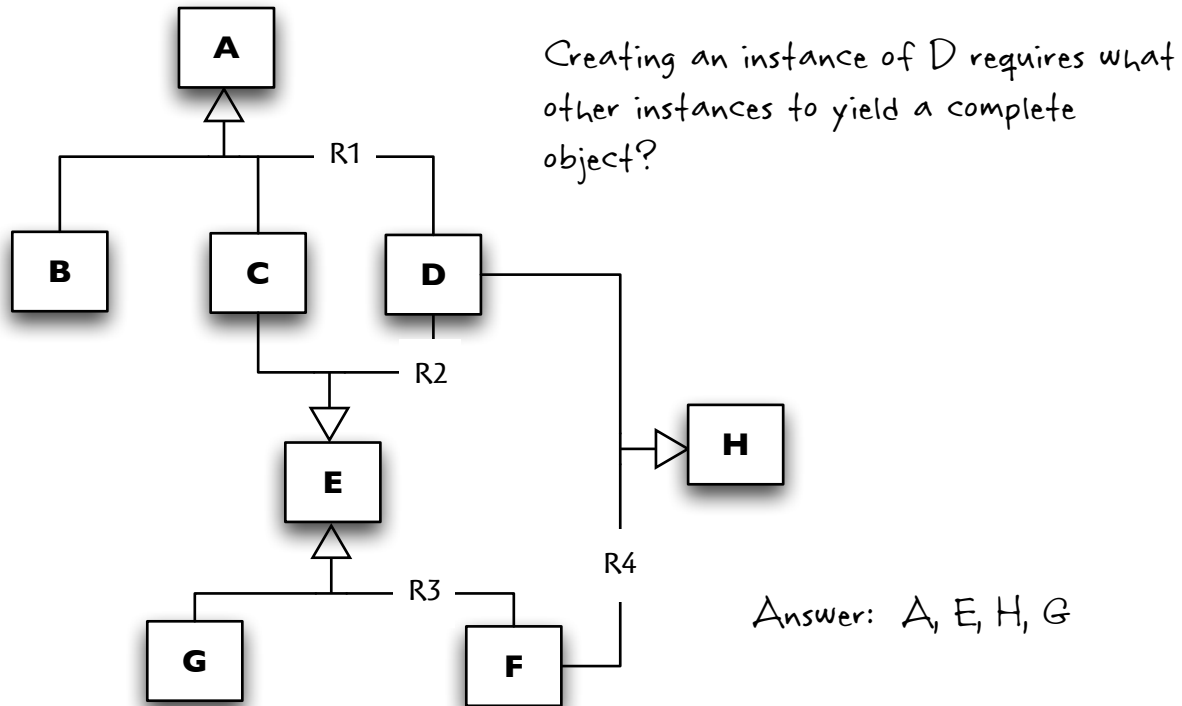 A
Creating an instance of D requires what
other instances to yield a complete
object?
R1
B
C
D
R2
H
E
R4
R3
Answer: A, E, H, G
G
F